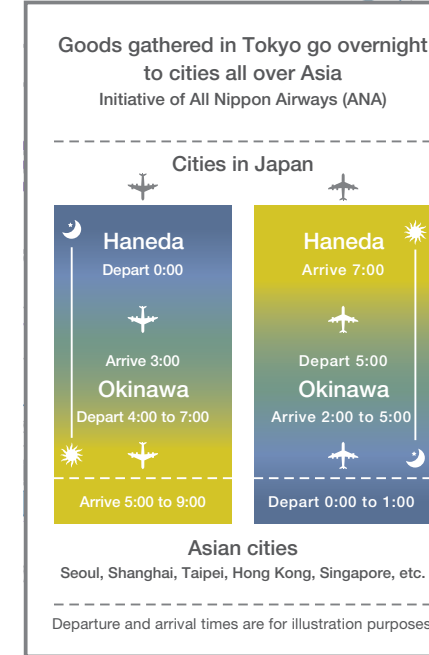 Goods gathered in Tokyo go overnight
to cities all over Asia
Initiative of All Nippon Airways (ANA)
Cities in Japan
Haneda
Depart 0:00
Arrive 3:00
Okinawa
Depart 4:00 to 7:00
Arrive 5:00 to 9:00
Haneda
Arrive 7:00
Depart 5:00
Okinawa
Arrive 2:00 to 5:00
Depart 0:00 to 1:00
Asian cities
Seoul, Shanghai, Taipei, Hong Kong, Singapore, etc.
Departure and arrival times are for illustration purposes